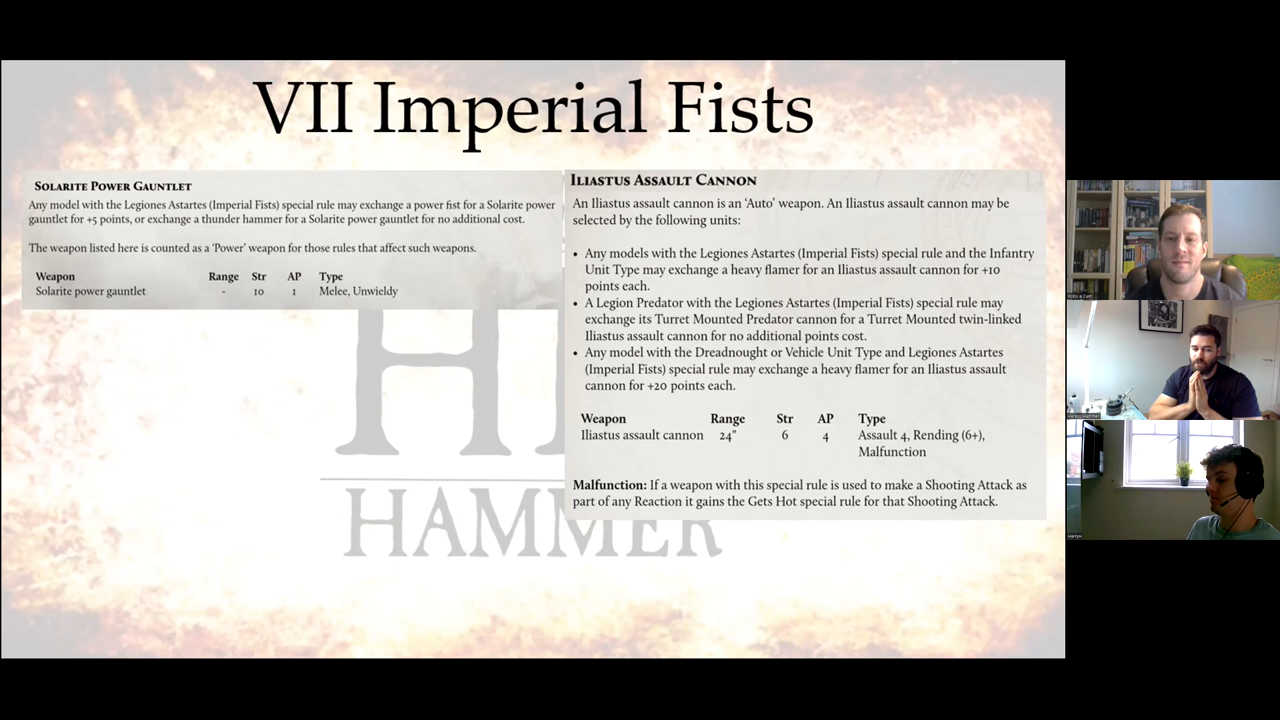 VII Imperial Fists
SOLARITE POWER GAUNTLET
Any model with the Legiones Astartes (Imperial Fists) special rule may exchange a power fist for a Solarite power
gauntlet for +5 points, or exchange a thunder hammer for a Solarite power gauntlet for no additional cost.
The weapon listed here is counted as a 'Power' weapon for those rules that affect such weapons.
Weapon Range Str AP Type
Solarite power gauntlet - 10 1 Melee, Unwieldy
ILIASTUS ASSAULT CANNON
An Iliastus assault cannon is an 'Auto' weapon. An Iliastus assault cannon may be
selected by the following units:
• Any models with the Legiones Astartes (Imperial Fists) special rule and the Infantry
Unit Type may exchange a heavy flamer for an Iliastus assault cannon for +10
points each.
• A Legion Predator with the Legiones Astartes (Imperial Fists) special rule may
exchange its Turret Mounted Predator cannon for a Turret Mounted twin-linked
Iliastus assault cannon for no additional points cost.
• Any model with the Dreadnought or Vehicle Unit Type and Legiones Astartes
(Imperial Fists) special rule may exchange a heavy flamer for an Iliastus assault
cannon for +20 points each.
Weapon Range Str AP Type
Iliastus assault cannon 24" 6 4 Assault 4, Rending (6+),
Malfunction
Malfunction: If a weapon with this special rule is used to make a Shooting Attack as
part of any Reaction it gains the Gets Hot special rule for that Shooting Attack.
HAMMER